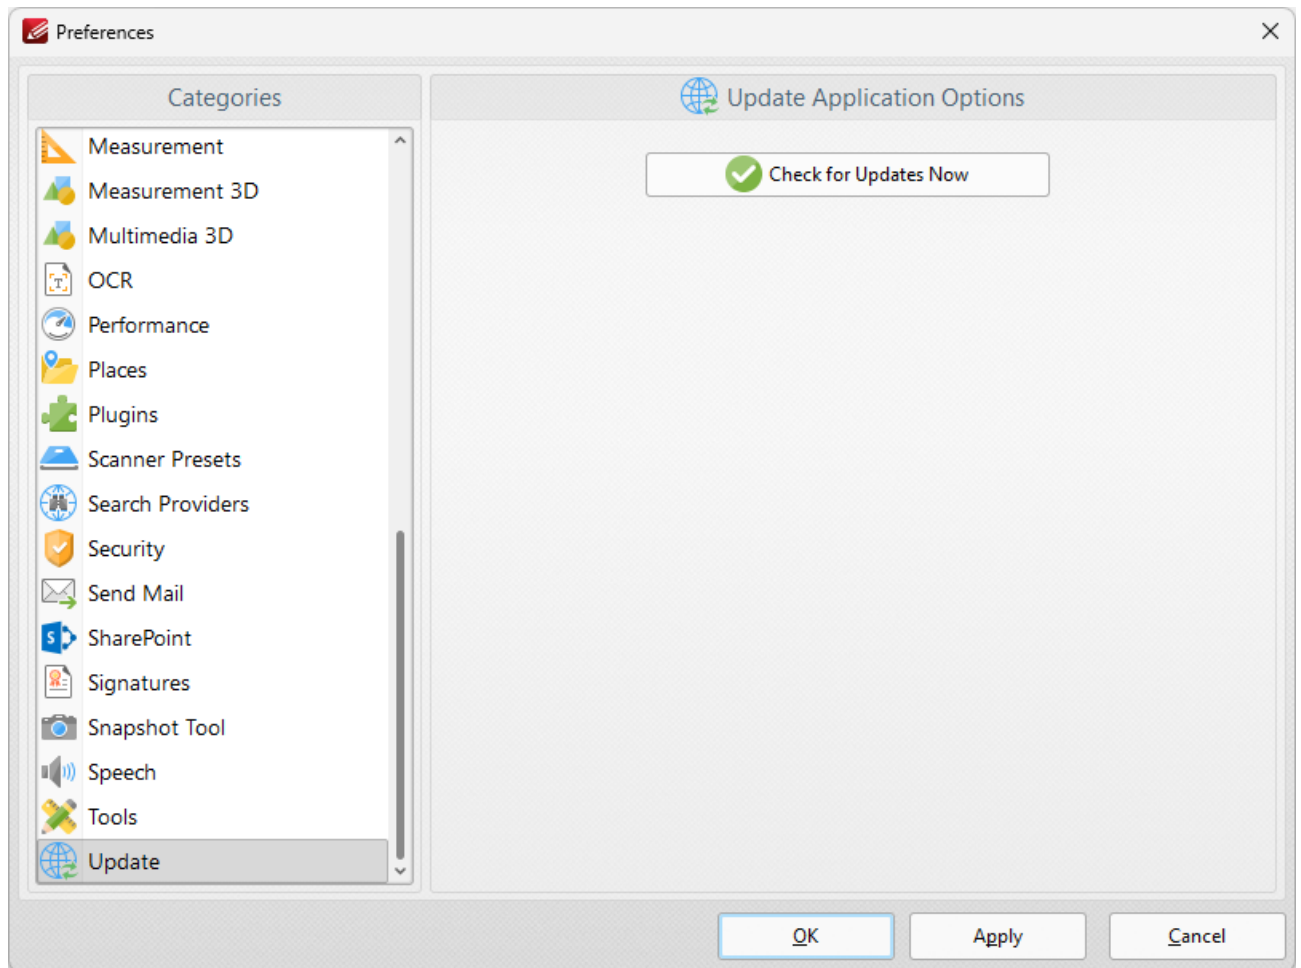 Preferences
Categories
Measurement
Measurement 3D
Multimedia 3D
OCR
Performance
Places
Plugins
Scanner Presets
Search Providers
Security
Send Mail
SharePoint
Signatures
Snapshot Tool
Speech
Tools
Update
Update Application Options
Check for Updates Now
OK
Apply
Cancel